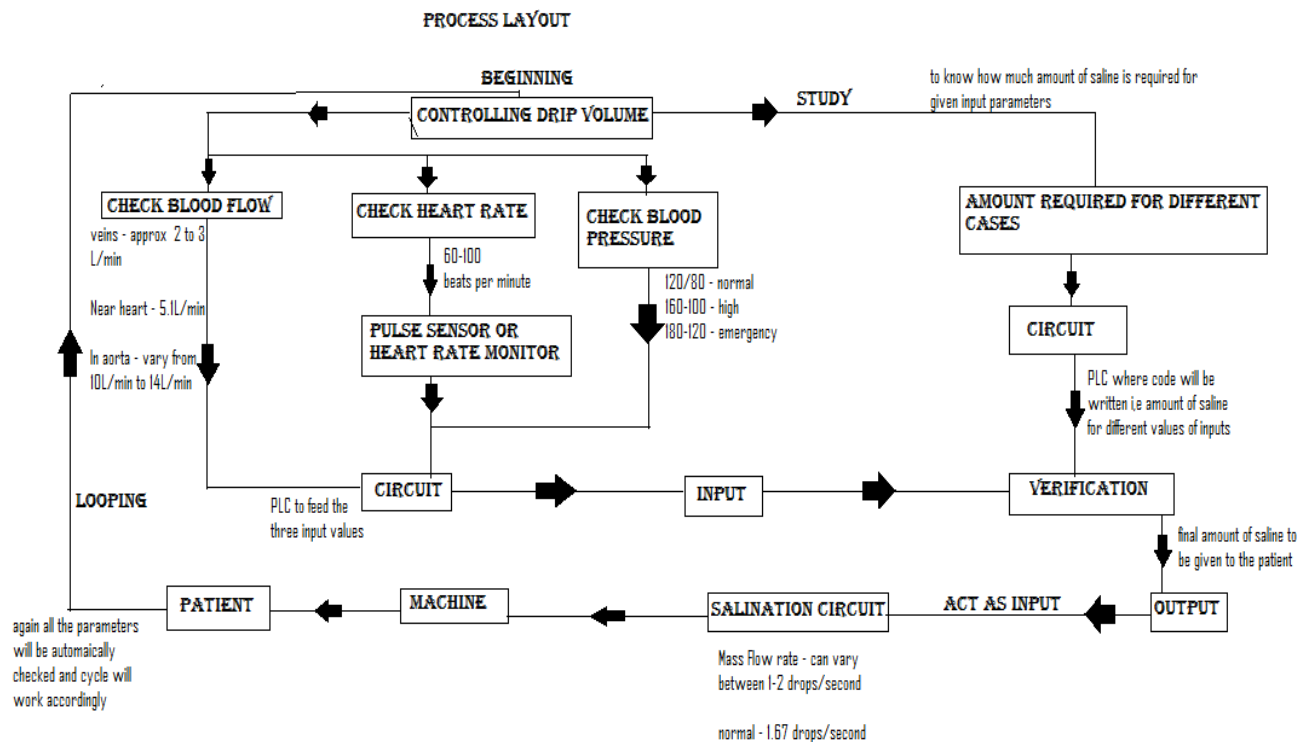 PROCESS LAYOUT
BEGINNING
CONTROLLING DRIP VOLUME
STUDY
to know how much amount of saline is required for
given input parameters
CHECK BLOOD FLOW
veins - approx 2 to 3
L/min
Near heart - 5.1L/min
In aorta - vary from
10L/min to 14L/min
CHECK HEART RATE
60-100
beats per minute
PULSE SENSOR OR
HEART RATE MONITOR
CHECK BLOOD
PRESSURE
120/80 - normal
160-100 - high
180-120 - emergency
AMOUNT REQUIRED FOR DIFFERENT
CASES
CIRCUIT
PLC where code will be
written i,e amount of saline
for different values of inputs
LOOPING
PLC to feed the
three input values
CIRCUIT
INPUT
VERIFICATION
final amount of saline to
be given to the patient
OUTPUT
ACT AS INPUT
SALINATION CIRCUIT
Mass Flow rate - can vary
between 1-2 drops/second
normal - 1.67 drops/second
MACHINE
PATIENT
again all the parameters
will be automaically
checked and cycle will
work accordingly